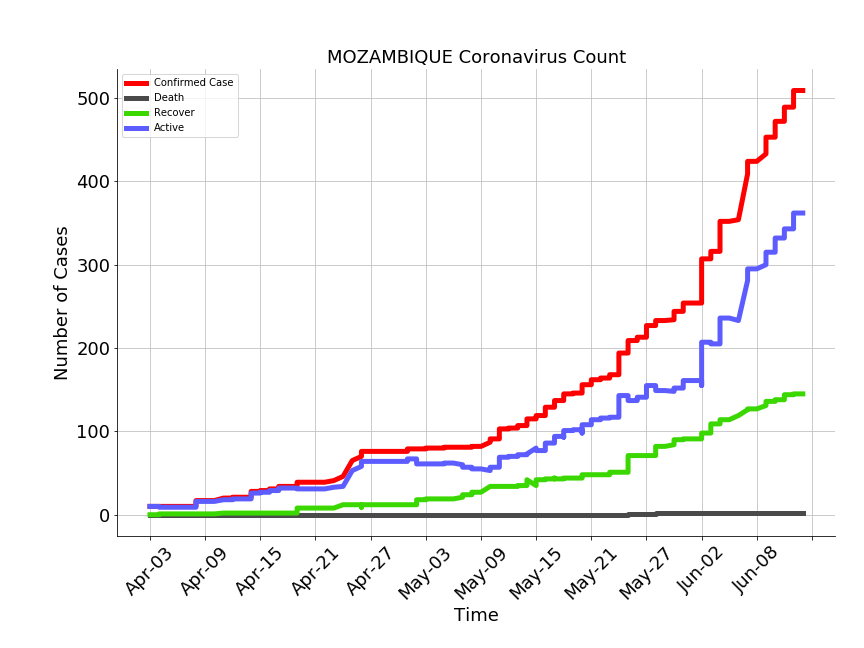 MOZAMBIQUE Coronavirus Count
Confirmed Case
Death
Recover
Active
Number of Cases
500
400
300
200
100
0
Apr-03 Apr-09 Apr-15 Apr-21 Apr-27 May-03 May-09 May-15 May-21 May-27 Jun-02 Jun-08
Time